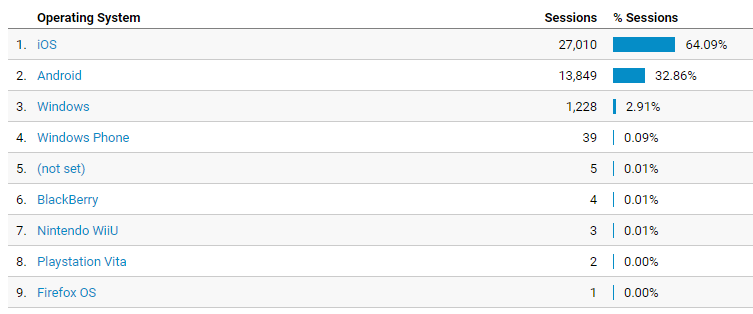 Operating System Sessions % Sessions
1. iOS 27,010 64.09%
2. Android 13,849 32.86%
3. Windows 1,228 2.91%
4. Windows Phone 39 0.09%
5. (not set) 5 0.01%
6. BlackBerry 4 0.01%
7. Nintendo WiiU 3 0.01%
8. Playstation Vita 2 0.00%
9. Firefox OS 1 0.00%